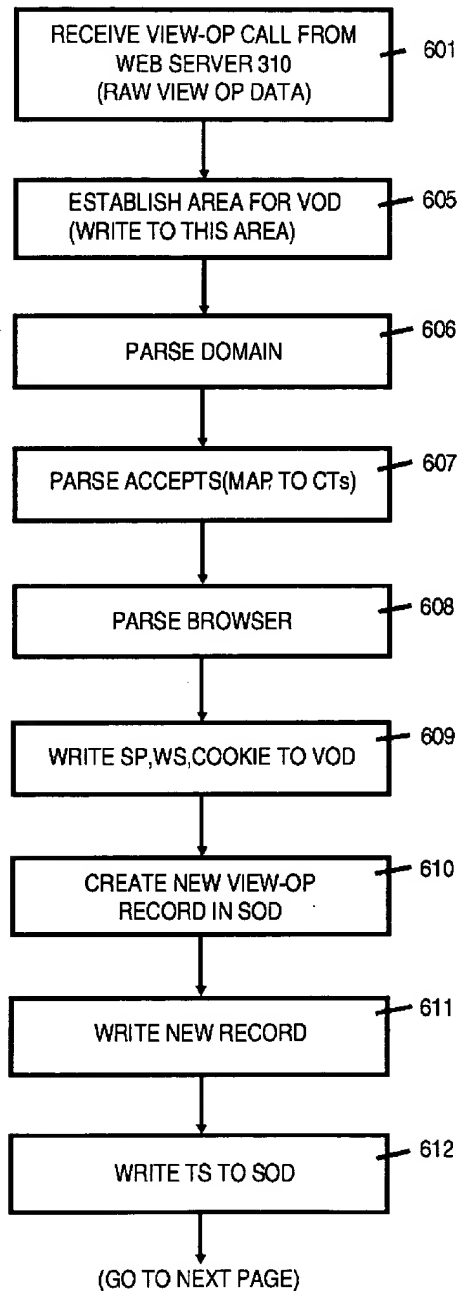 RECEIVE VIEW-OP CALL FROM
WEB SERVER 310
(RAW VIEW OP DATA)
601
ESTABLISH AREA FOR VOD
(WRITE TO THIS AREA)
605
PARSE DOMAIN
606
PARSE ACCEPTS(MAP TO CTs)
607
PARSE BROWSER
608
WRITE SP,WS,COOKIE TO VOD
609
CREATE NEW VIEW-OP
RECORD IN SOD
610
WRITE NEW RECORD
611
WRITE TS TO SOD
612
(GO TO NEXT PAGE)